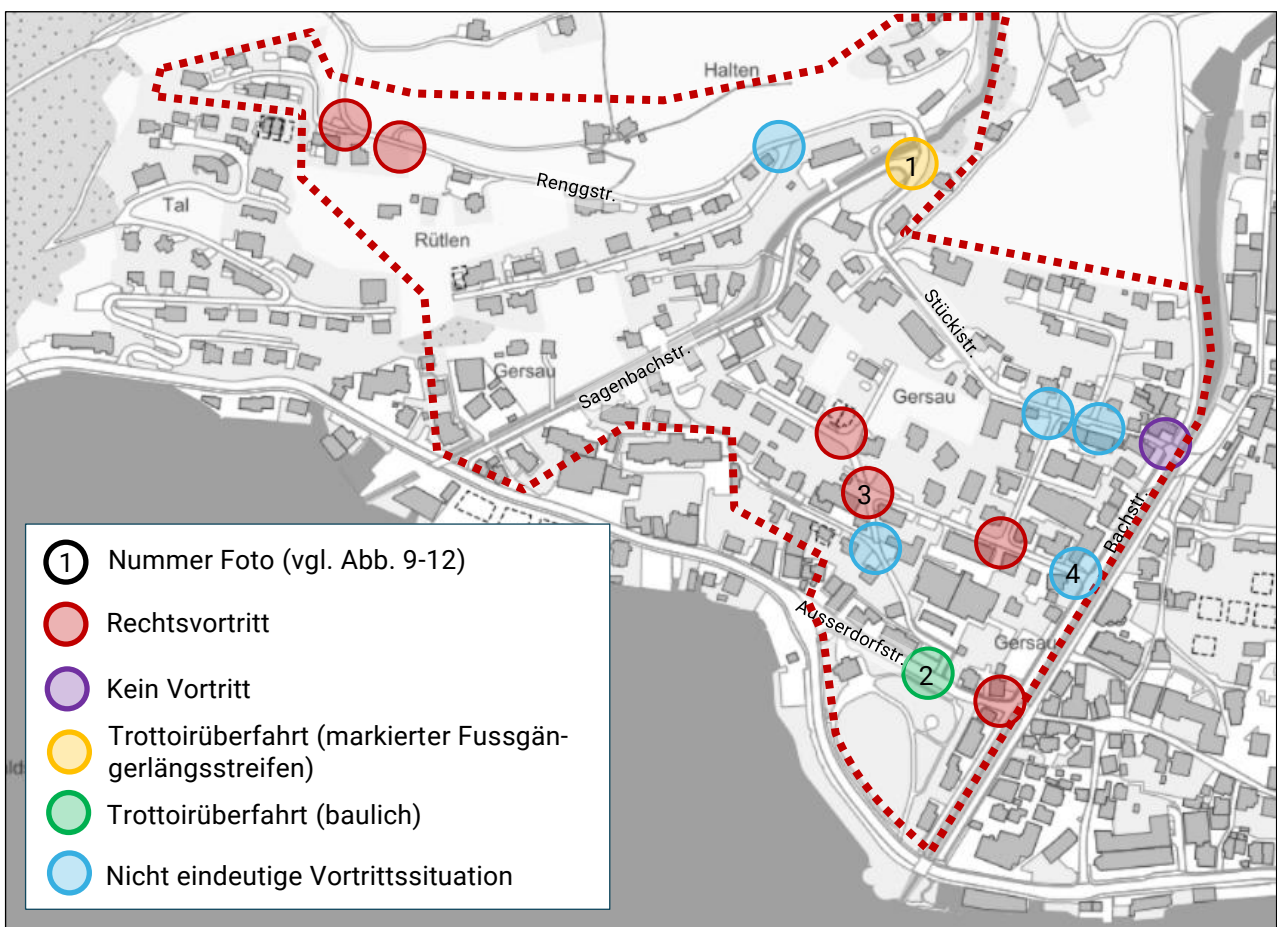 Halten
1
Renggstr.
Tal
Rütlen
Stückistr.
Gersau
Sagenbachstr.
Gersau
3
Bachstr.
4
Ausserdorfstr.
Gersau
2
1 Nummer Foto (vgl. Abb. 9-12)
Rechtsvortritt
Kein Vortritt
Trottoirüberfahrt (markierter Fussgän-
gerlängsstreifen)
Trottoirüberfahrt (baulich)
Nicht eindeutige Vortrittssituation